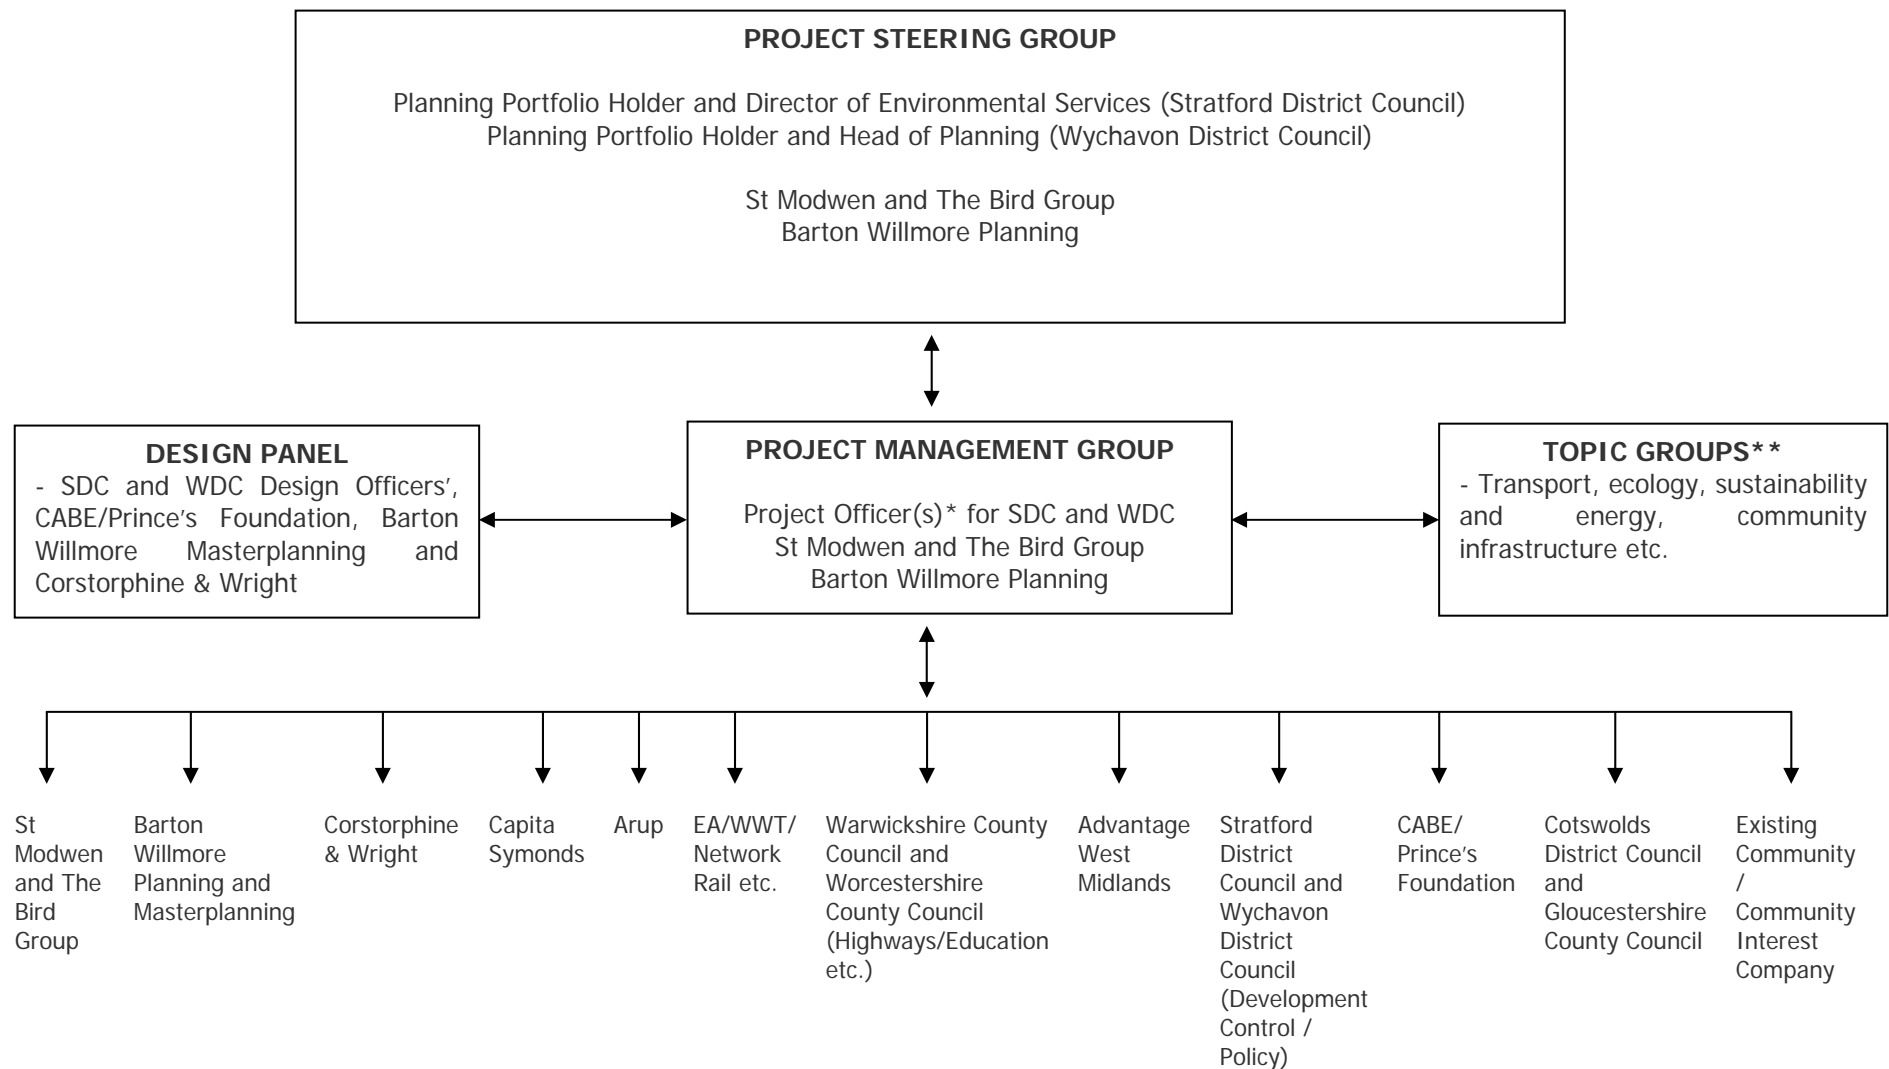 PROJECT STEERING GROUP
Planning Portfolio Holder and Director of Environmental Services (Stratford District Council)
Planning Portfolio Holder and Head of Planning (Wychavon District Council)
St Modwen and The Bird Group
Barton Willmore Planning
DESIGN PANEL
- SDC and WDC Design Officers’,
CABE/Prince’s Foundation, Barton
Willmore Masterplanning and
Corstorphine & Wright
PROJECT MANAGEMENT GROUP
Project Officer(s)* for SDC and WDC
St Modwen and The Bird Group
Barton Willmore Planning
TOPIC GROUPS**
- Transport, ecology, sustainability
and energy, community
infrastructure etc.
St
Modwen
and The
Bird
Group
Barton
Willmore
Planning and
Masterplanning
Corstorphine
& Wright
Capita
Symonds
Arup
EA/WWT/
Network
Rail etc.
Warwickshire County
Council and
Worcestershire
County Council
(Highways/Education
etc.)
Advantage
West
Midlands
Stratford
District
Council and
Wychavon
District
Council
(Development
Control /
Policy)
CABE/
Prince’s
Foundation
Cotswolds
District Council
and
Gloucestershire
County Council
Existing
Community
/
Community
Interest
Company